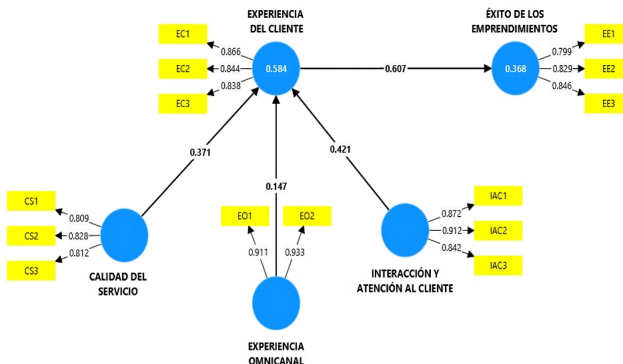 EXPERIENCIA
DEL CLIENTE
ÉXITO DE LOS
EMPRENDIMIENTOS
EC1
EC2
EC3
0.866
0.844
0.838
0.584
0.607
0.368
0.799
0.829
0.846
EE1
EE2
EE3
0.371
0.147
0.421
CS1
CS2
CS3
0.809
0.828
0.812
CALIDAD DEL
SERVICIO
EO1
EO2
0.911
0.933
EXPERIENCIA
OMNICANAL
IAC1
IAC2
IAC3
0.872
0.912
0.842
INTERACCIÓN Y
ATENCIÓN AL CLIENTE